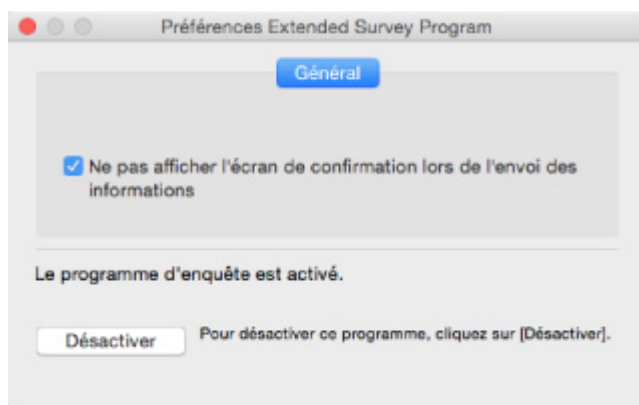 Préférences Extended Survey Program
Général
Ne pas afficher l'écran de confirmation lors de l'envoi des
informations
Le programme d'enquête est activé.
Désactiver
Pour désactiver ce programme, cliquez sur [Désactiver].